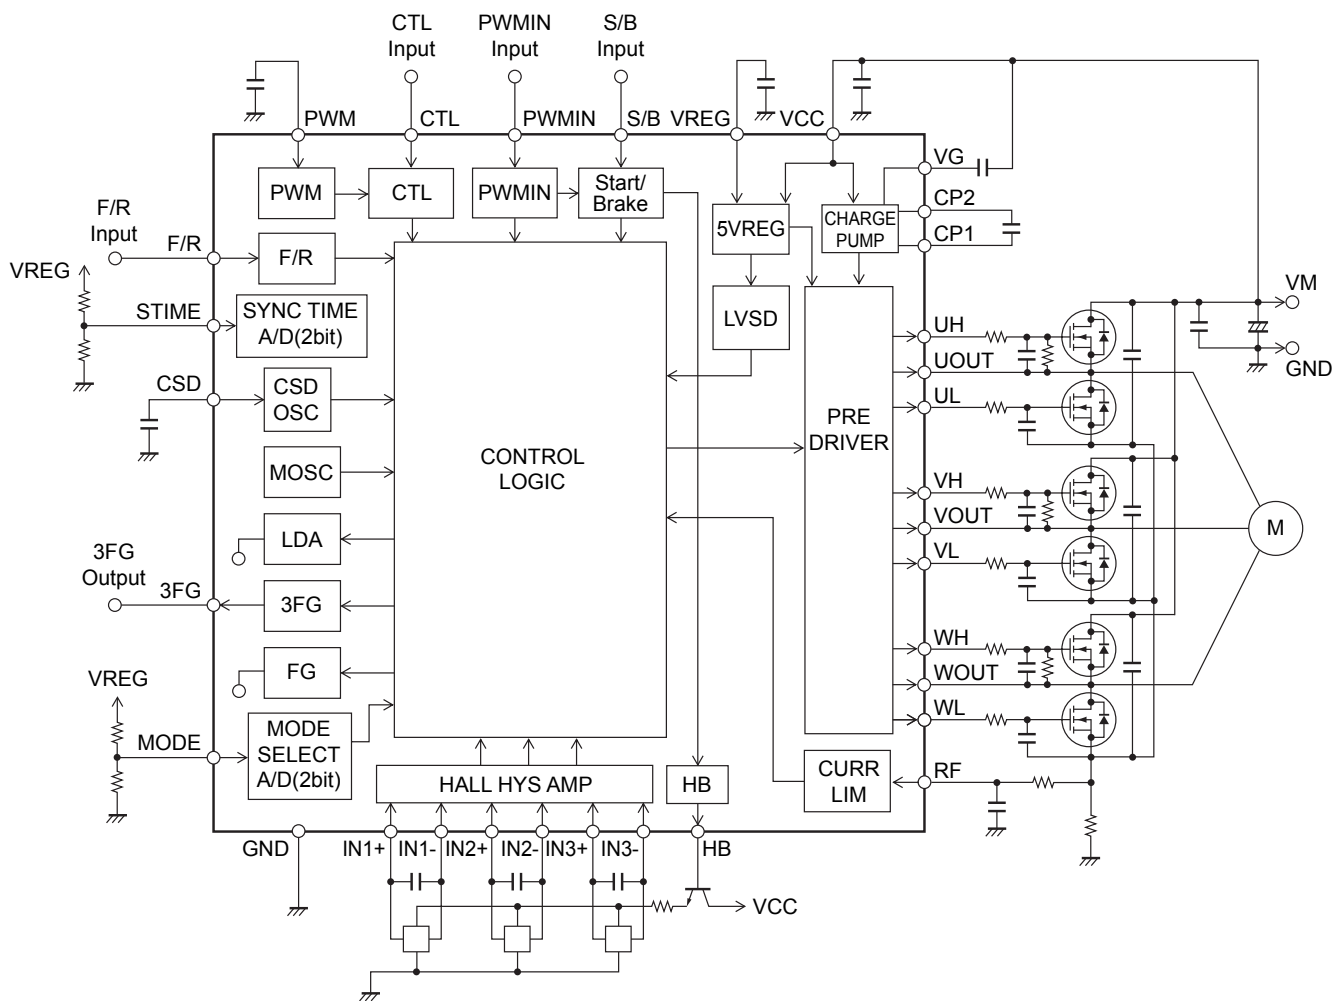 CTL
Input
PWMIN
Input
S/B
Input
PWM
CTL
PWMIN
S/B
VREG
VCC
VG
CP2
CP1
PWM
CTL
PWMIN
Start/
Brake
5VREG
CHARGE
PUMP
F/R
Input
F/R
F/R
VREG
STIME
SYNC TIME
A/D(2bit)
LVSD
VM
GND
UH
UOUT
UL
CSD
CSD
OSC
PRE
DRIVER
MOSC
CONTROL
LOGIC
VH
VOUT
VL
M
LDA
3FG
Output
3FG
3FG
FG
WH
WOUT
WL
VREG
MODE
MODE
SELECT
A/D(2bit)
HALL HYS AMP
HB
CURR
LIM
RF
GND
IN1+
IN1-
IN2+
IN2-
IN3+
IN3-
HB
VCC